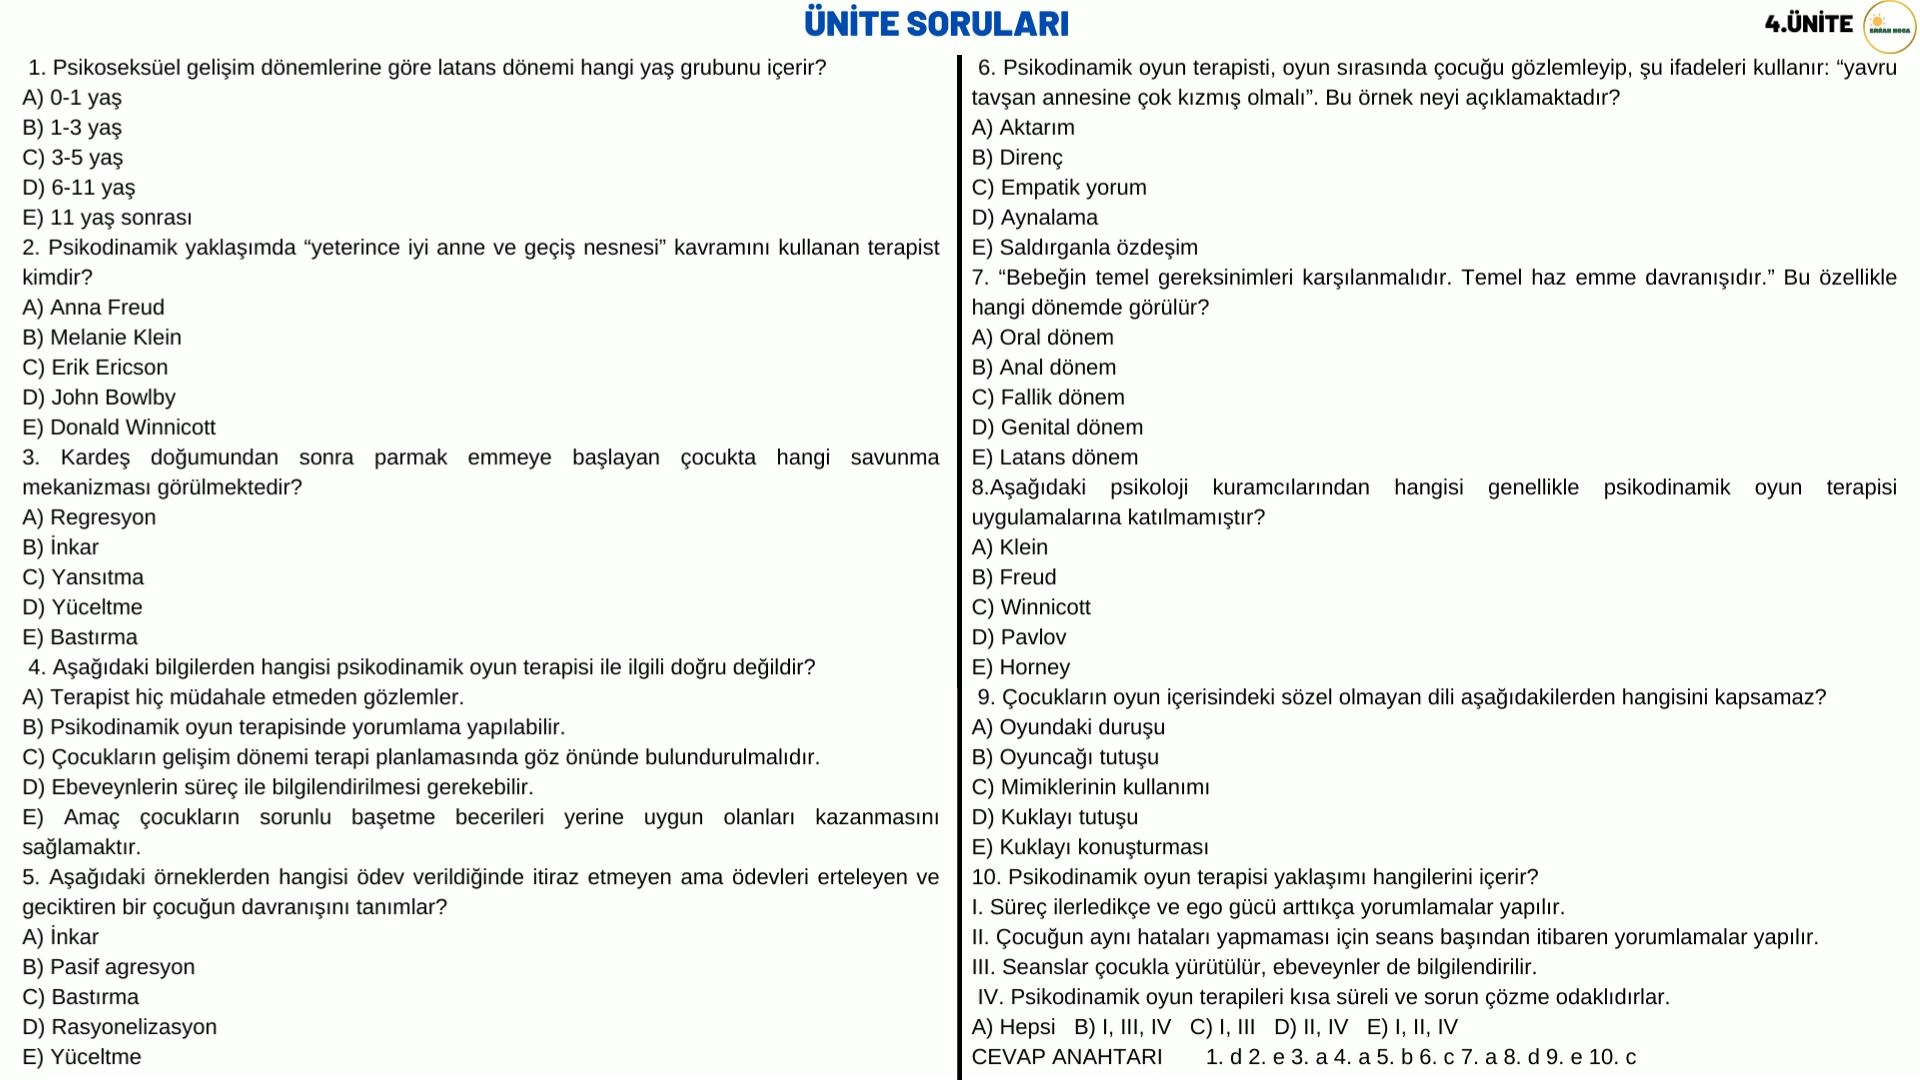 ÜNİTE SORULARI
4.ÜNİTE
EMRAH HOCA
1. Psikoseksüel gelişim dönemlerine göre latans dönemi hangi yaş grubunu içerir?
A) 0-1 yaş
B) 1-3 yaş
C) 3-5 yaş
D) 6-11 yaş
E) 11 yaş sonrası
2. Psikodinamik yaklaşımda “yeterince iyi anne ve geçiş nesnesi” kavramını kullanan terapist
kimdir?
A) Anna Freud
B) Melanie Klein
C) Erik Ericson
D) John Bowlby
E) Donald Winnicott
3. Kardeş doğumundan sonra parmak emmeye başlayan çocukta hangi savunma
mekanizması görülmektedir?
A) Regresyon
B) İnkar
C) Yansıtma
D) Yüceltme
E) Bastırma
4. Aşağıdaki bilgilerden hangisi psikodinamik oyun terapisi ile ilgili doğru değildir?
A) Terapist hiç müdahale etmeden gözlemler.
B) Psikodinamik oyun terapisinde yorumlama yapılabilir.
C) Çocukların gelişim dönemi terapi planlamasında göz önünde bulundurulmalıdır.
D) Ebeveynlerin süreç ile bilgilendirilmesi gerekebilir.
E) Amaç çocukların sorunlu başetme becerileri yerine uygun olanları kazanmasını
sağlamaktır.
5. Aşağıdaki örneklerden hangisi ödev verildiğinde itiraz etmeyen ama ödevleri erteleyen ve
geciktiren bir çocuğun davranışını tanımlar?
A) İnkar
B) Pasif agresyon
C) Bastırma
D) Rasyonelizasyon
E) Yüceltme
6. Psikodinamik oyun terapisti, oyun sırasında çocuğu gözlemleyip, şu ifadeleri kullanır: “yavru
tavşan annesine çok kızmış olmalı”. Bu örnek neyi açıklamaktadır?
A) Aktarım
B) Direnç
C) Empatik yorum
D) Aynalama
E) Saldırganla özdeşim
7. “Bebeğin temel gereksinimleri karşılanmalıdır. Temel haz emme davranışıdır.” Bu özellikle
hangi dönemde görülür?
A) Oral dönem
B) Anal dönem
C) Fallik dönem
D) Genital dönem
E) Latans dönem
8.Aşağıdaki psikoloji kuramcılarından hangisi genellikle psikodinamik oyun terapisi
uygulamalarına katılmamıştır?
A) Klein
B) Freud
C) Winnicott
D) Pavlov
E) Horney
9. Çocukların oyun içerisindeki sözel olmayan dili aşağıdakilerden hangisini kapsamaz?
A) Oyundaki duruşu
B) Oyuncağı tutuşu
C) Mimiklerinin kullanımı
D) Kuklayı tutuşu
E) Kuklayı konuşturması
10. Psikodinamik oyun terapisi yaklaşımı hangilerini içerir?
I. Süreç ilerledikçe ve ego gücü arttıkça yorumlamalar yapılır.
II. Çocuğun aynı hataları yapmaması için seans başından itibaren yorumlamalar yapılır.
III. Seanslar çocukla yürütülür, ebeveynler de bilgilendirilir.
IV. Psikodinamik oyun terapileri kısa süreli ve sorun çözme odaklıdırlar.
A) Hepsi B) I, III, IV C) I, III D) II, IV E) I, II, IV
CEVAP ANAHTARI 1. d 2. e 3. a 4. a 5. b 6. c 7. a 8. d 9. e 10. c